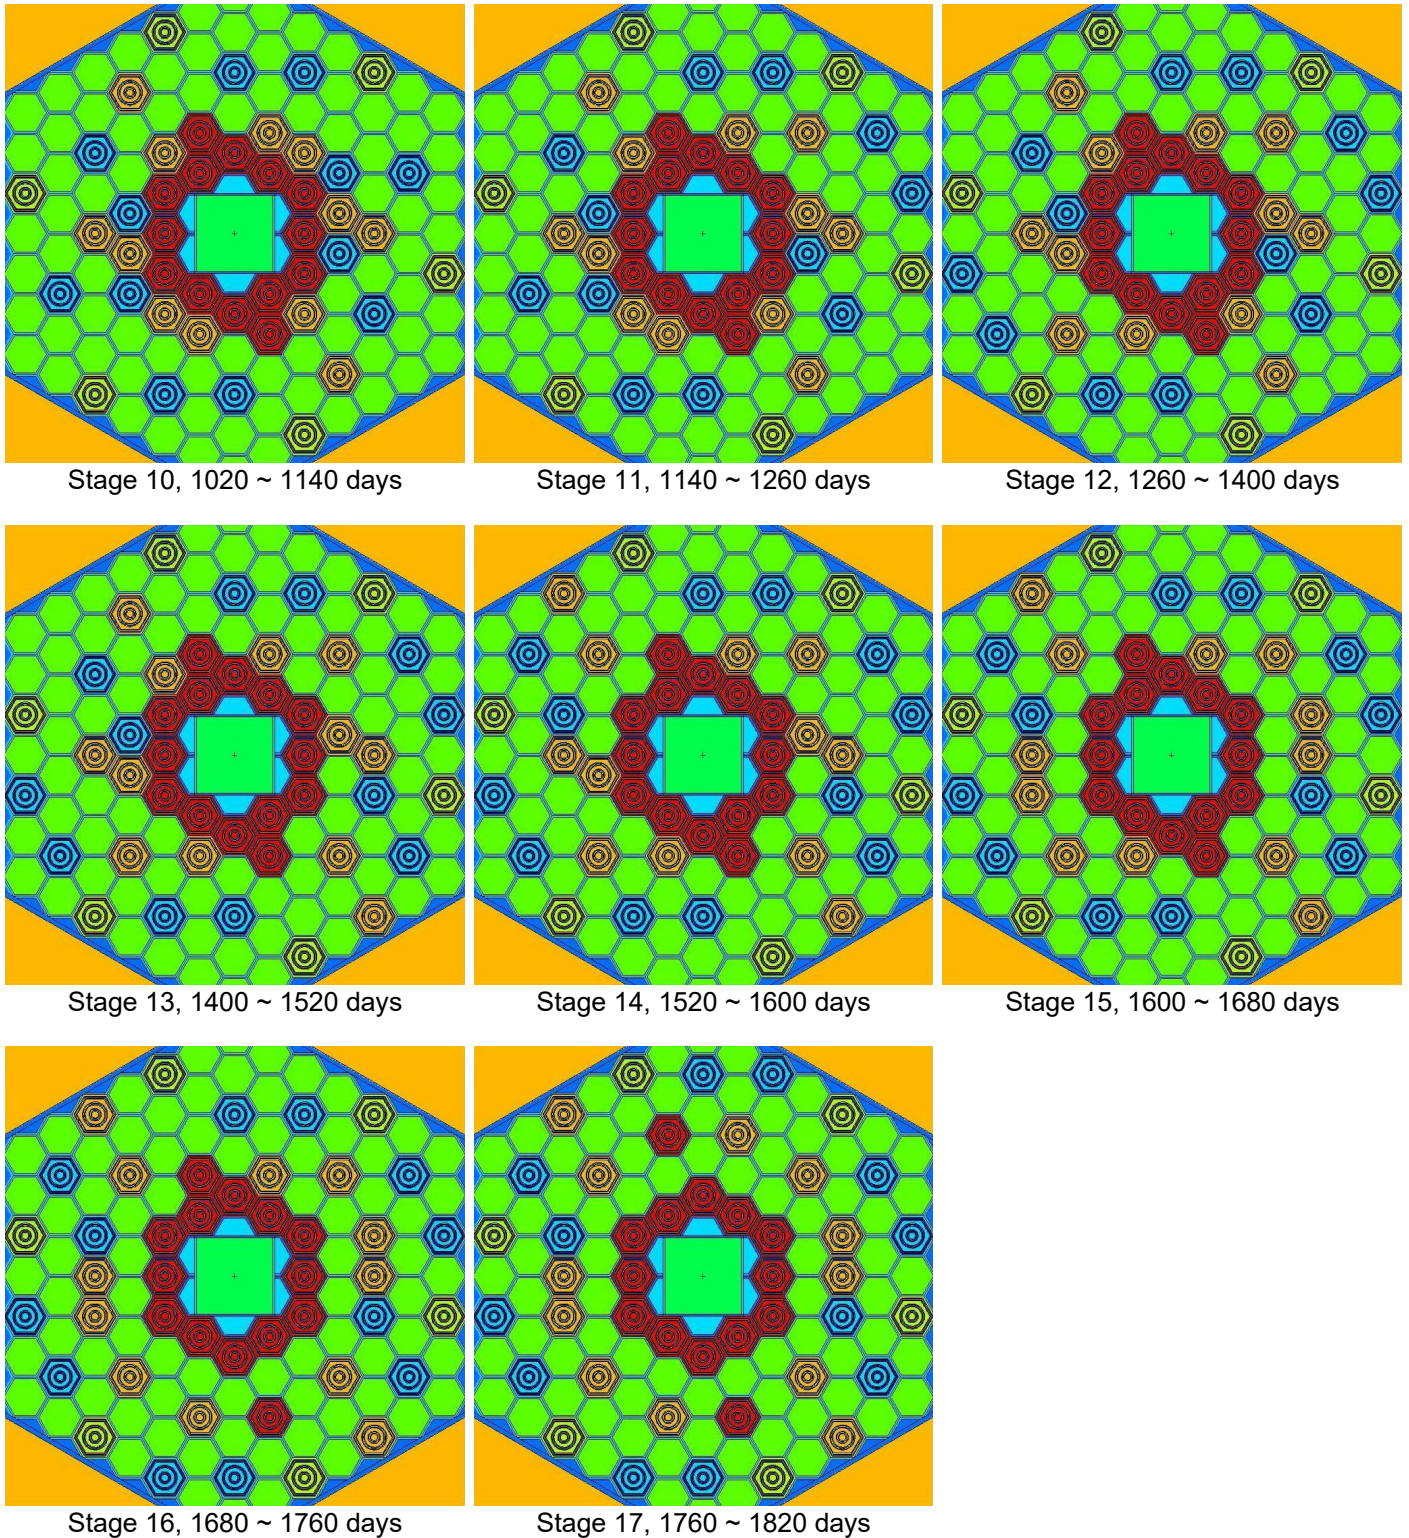 Stage 10, 1020 ~ 1140 days
Stage 11, 1140 ~ 1260 days
Stage 12, 1260 ~ 1400 days
Stage 13, 1400 ~ 1520 days
Stage 14, 1520 ~ 1600 days
Stage 15, 1600 ~ 1680 days
Stage 16, 1680 ~ 1760 days
Stage 17, 1760 ~ 1820 days